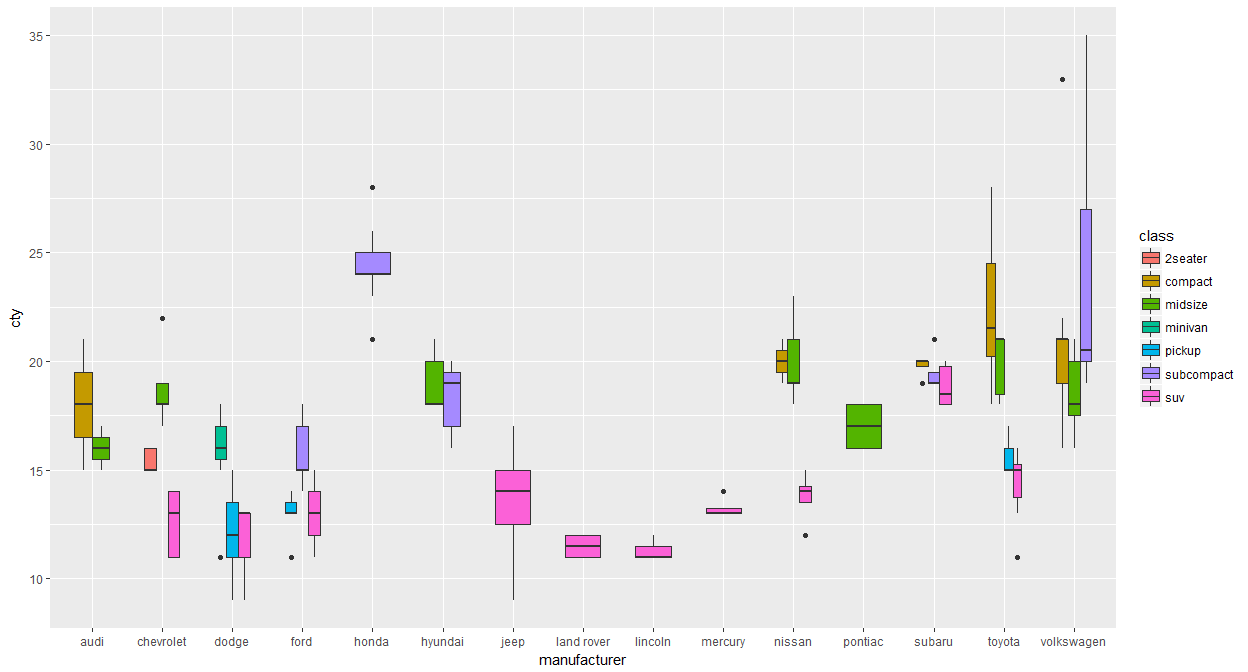 35
30
25
20
15
10
cty
audi chevrolet dodge ford honda hyundai jeep land rover lincoln mercury nissan pontiac subaru toyota volkswagen
manufacturer
class
2seater
compact
midsize
minivan
pickup
subcompact
suv